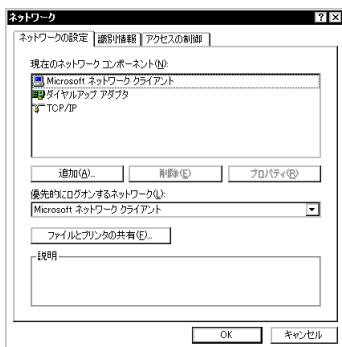 ネットワーク
ネットワークの設定 識別情報 アクセスの制御
現在のネットワーク コンポーネント(N):
Microsoft ネットワーク クライアント
ダイヤルアップ アダプタ
TCP/IP
追加(A)... 削除(E) プロパティ(R)
優先的にログオンするネットワーク(L):
Microsoft ネットワーク クライアント
ファイルとプリンタの共有(F)...
説明
OK キャンセル